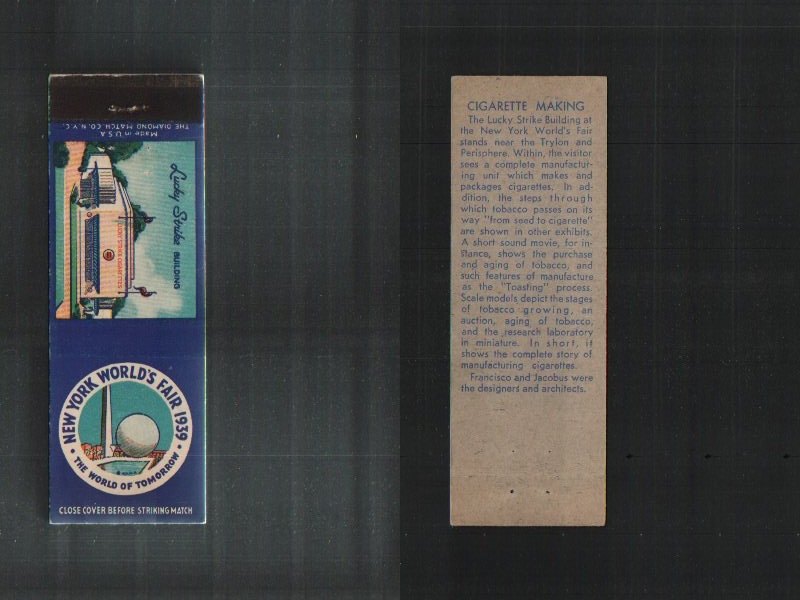 Made in U.S.A.
THE DIAMOND MATCH CO. N.Y.C.
Lucky Strike BUILDING
LUCKY STRIKE CIGARETTES
NEW YORK WORLD'S FAIR 1939
THE WORLD OF TOMORROW
CLOSE COVER BEFORE STRIKING MATCH
CIGARETTE MAKING
The Lucky Strike Building at
the New York World's Fair
stands near the Trylon and
Perisphere. Within, the visitor
sees a complete manufactur-
ing unit which makes and
packages cigarettes. In ad-
dition, the steps through
which tobacco passes on its
way "from seed to cigarette"
are shown in other exhibits.
A short sound movie, for in-
stance, shows the purchase
and aging of tobacco, and
such features of manufacture
as the "Toasting" process.
Scale models depict the stages
of tobacco growing, an
auction, aging of tobacco,
and the research laboratory
in miniature. In short, it
shows the complete story of
manufacturing cigarettes.
Francisco and Jacobus were
the designers and architects.